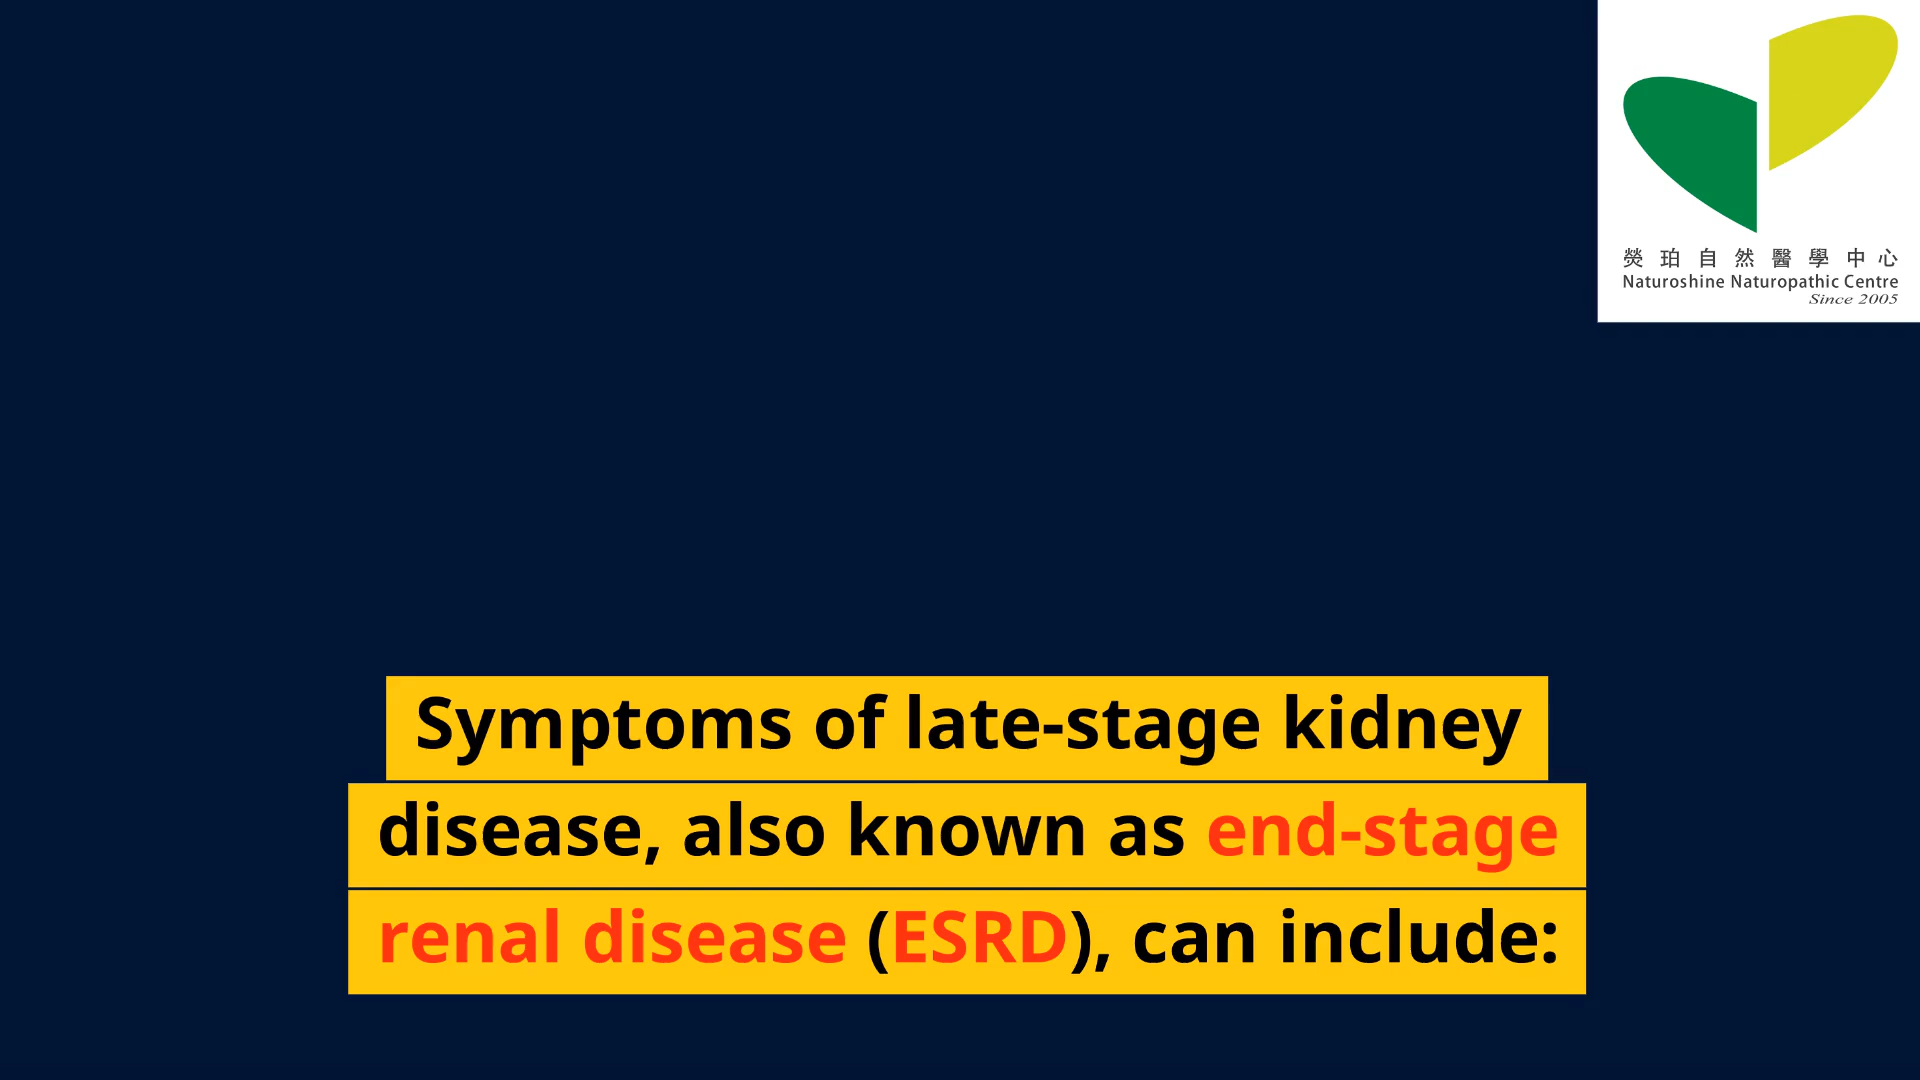 熒珀自然醫學中心
Naturoshine Naturopathic Centre
Since 2005
Symptoms of late-stage kidney
disease, also known as end-stage
renal disease (ESRD), can include: